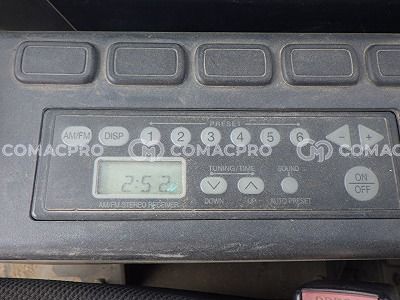 PRESET
AM/FM DISP 1 2 3 4 5 6 − +
COMACPRO COMACPRO COMACPRO
TUNING/TIME SOUND
2:52
DOWN UP AUTO PRESET
ON
OFF
AM/FM STEREO RECEIVER